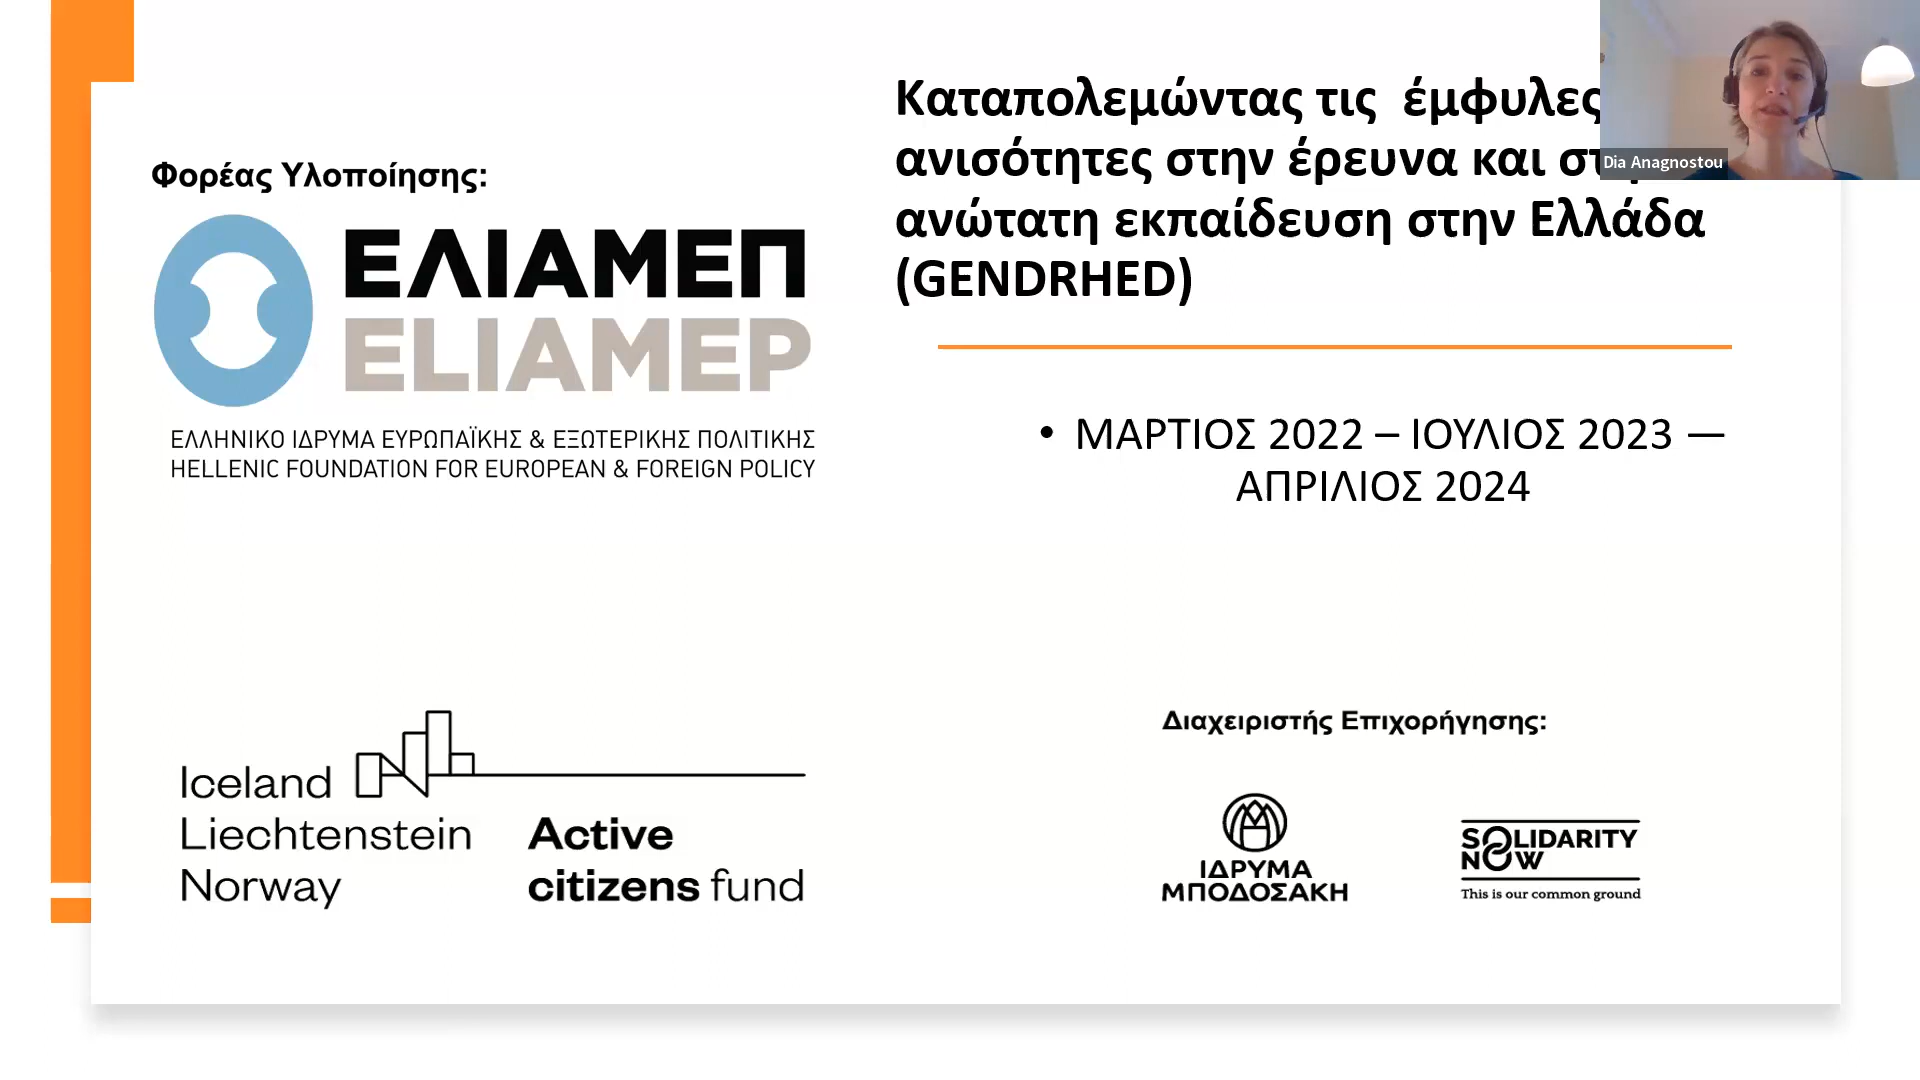 Καταπολεμώντας τις έμφυλες
ανισότητες στην έρευνα και
ανώτατη εκπαίδευση στην Ελλάδα
(GENDRHED)
Dia Anagnostou
Φορέας Υλοποίησης:
ΕΛΙΑΜΕΠ
ELIAMEP
ΕΛΛΗΝΙΚΟ ΙΔΡΥΜΑ ΕΥΡΩΠΑΪΚΗΣ & ΕΞΩΤΕΡΙΚΗΣ ΠΟΛΙΤΙΚΗΣ
HELLENIC FOUNDATION FOR EUROPEAN & FOREIGN POLICY
• ΜΑΡΤΙΟΣ 2022 – ΙΟΥΛΙΟΣ 2023 —
ΑΠΡΙΛΙΟΣ 2024
Iceland
Liechtenstein
Norway
Active
citizens fund
Διαχειριστής Επιχορήγησης:
ΙΔΡΥΜΑ
ΜΠΟΔΟΣΑΚΗ
SOLIDARITY
NOW
This is our common ground